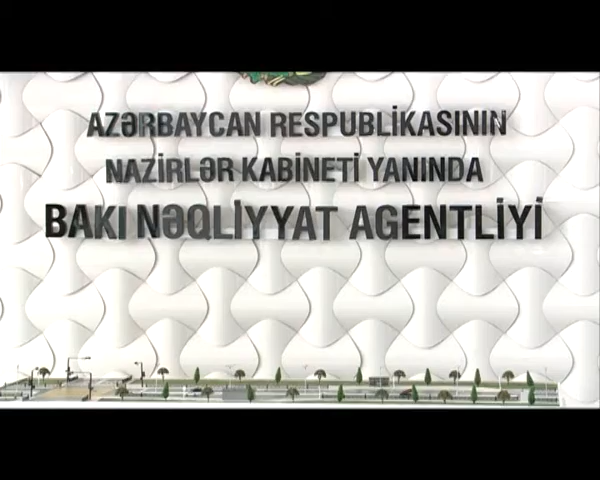 AZƏRBAYCAN RESPUBLİKASININ
NAZİRLƏR KABİNETİ YANINDA
BAKI NƏQLİYYAT AGENTLİYİ